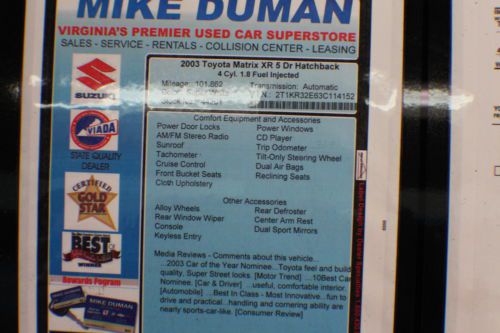 MIKE DUMAN
VIRGINIA'S PREMIER USED CAR SUPERSTORE
SALES - SERVICE - RENTALS - COLLISION CENTER - LEASING
2003 Toyota Matrix XR 5 Dr Hatchback
4 Cyl. 1.8 Fuel Injected
Mileage: 101,862 Transmission: Automatic
2T1KR32E63C114152
SUZUKI
VIADA
STATE QUALITY
DEALER
CERTIFIED
GOLD
STAR
BEST
WINNER
Rewards Program
MIKE DUMAN
Comfort Equipment and Accessories
Power Door Locks Power Windows
AM/FM Stereo Radio CD Player
Sunroof Trip Odometer
Tachometer Tilt-Only Steering Wheel
Cruise Control Dual Air Bags
Front Bucket Seats Reclining Seats
Cloth Upholstery
Other Accessories
Alloy Wheels Rear Defroster
Rear Window Wiper Center Arm Rest
Console Dual Sport Mirrors
Keyless Entry
Media Reviews - Comments about this vehicle...
...2003 Car of the Year Nominee...Toyota feel and build
quality, Super Street looks. [Motor Trend] ...10Best Car
Nominee. [Car & Driver] ...useful, comfortable interior.
[Automobile] ...Best In Class - Most Innovative...fun to
drive and practical...handling and cornering ability are
nearly sports-car-like. [Consumer Review]